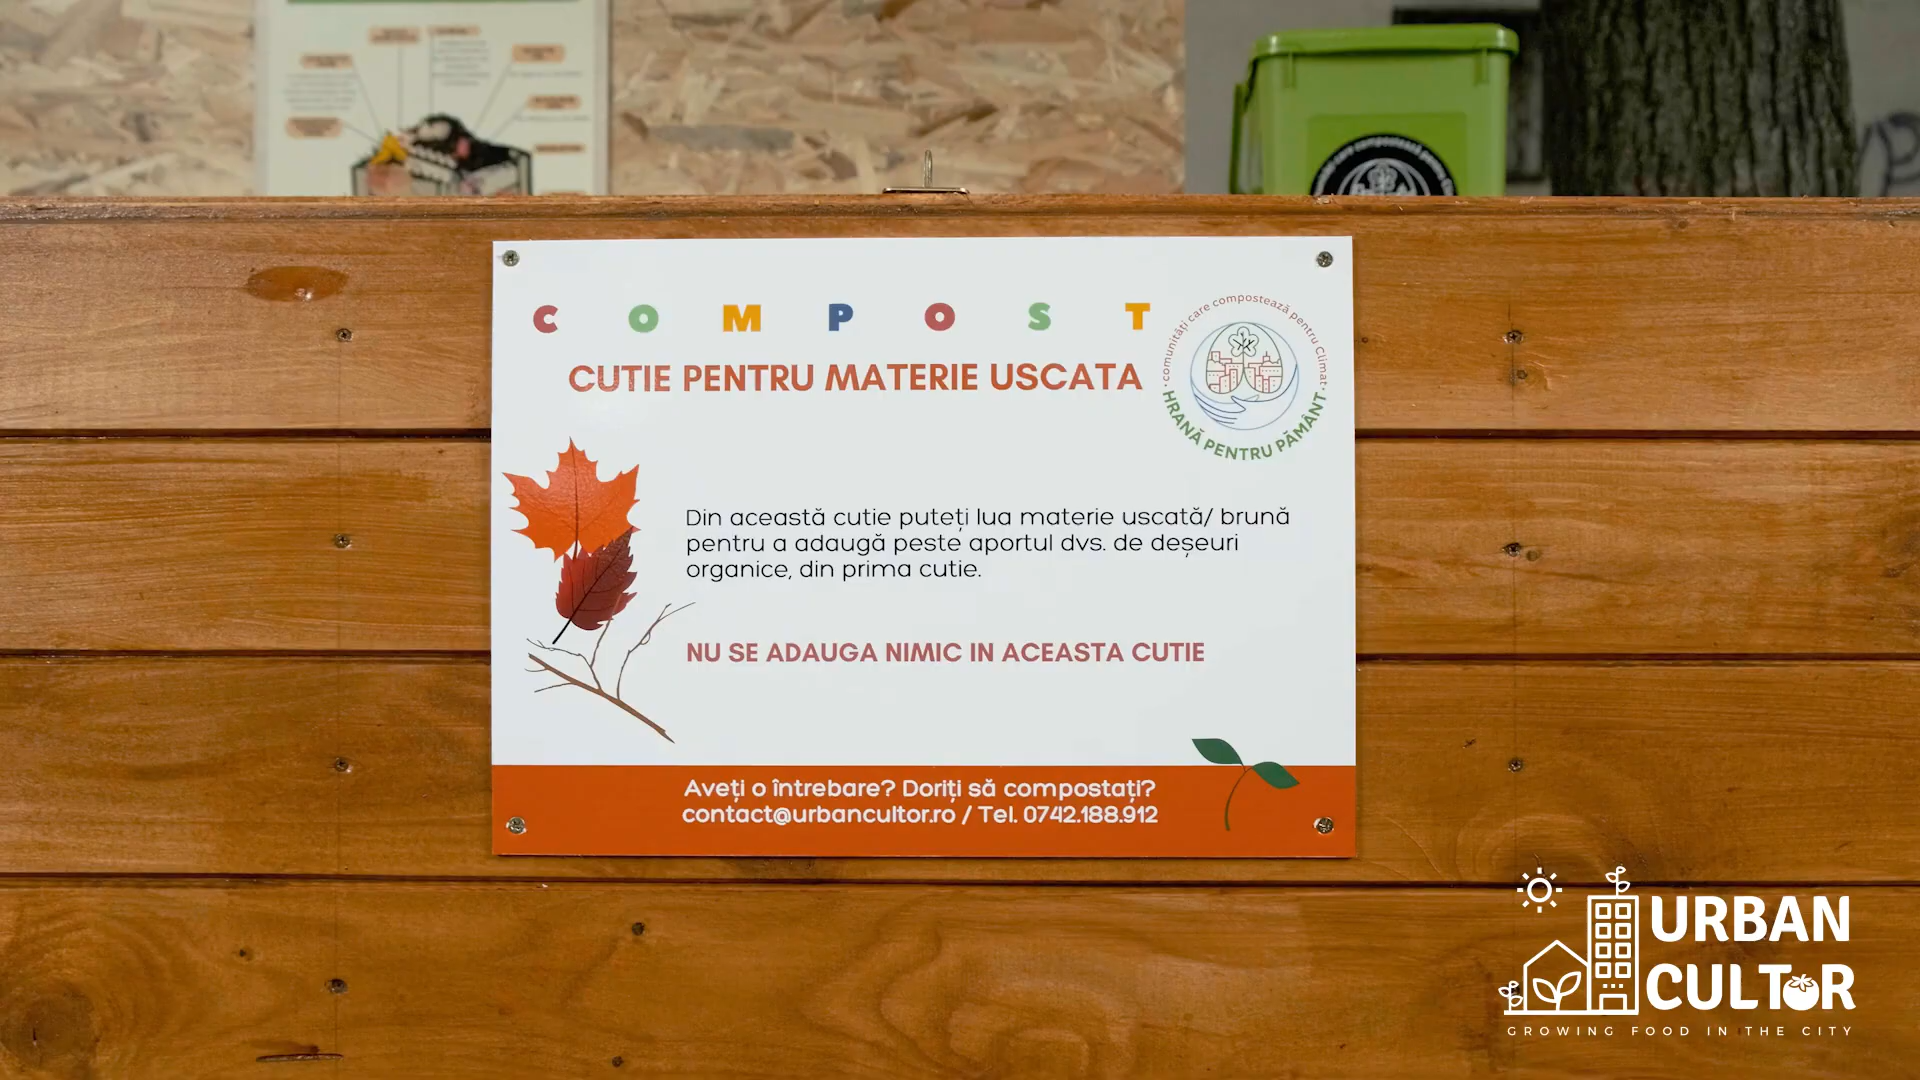 C O M P O S T
CUTIE PENTRU MATERIE USCATA
comunități care compostează pentru Climat
HRANĂ PENTRU PĂMÂNT
Din această cutie puteți lua materie uscată/ brună
pentru a adaugă peste aportul dvs. de deșeuri
organice, din prima cutie.
NU SE ADAUGA NIMIC IN ACEASTA CUTIE
Aveți o întrebare? Doriți să compostați?
contact@urbancultor.ro / Tel. 0742.188.912
URBAN
CULTOR
GROWING FOOD IN THE CITY